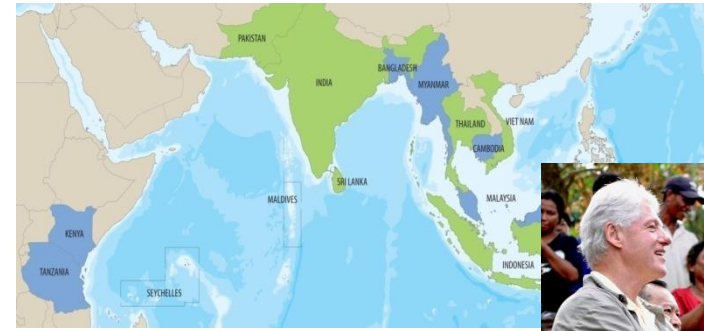 PAKISTAN
INDIA
BANGLADESH
MYANMAR
THAILAND
VIET NAM
CAMBODIA
SRI LANKA
MALDIVES
MALAYSIA
KENYA
TANZANIA
SEYCHELLES
INDONESIA